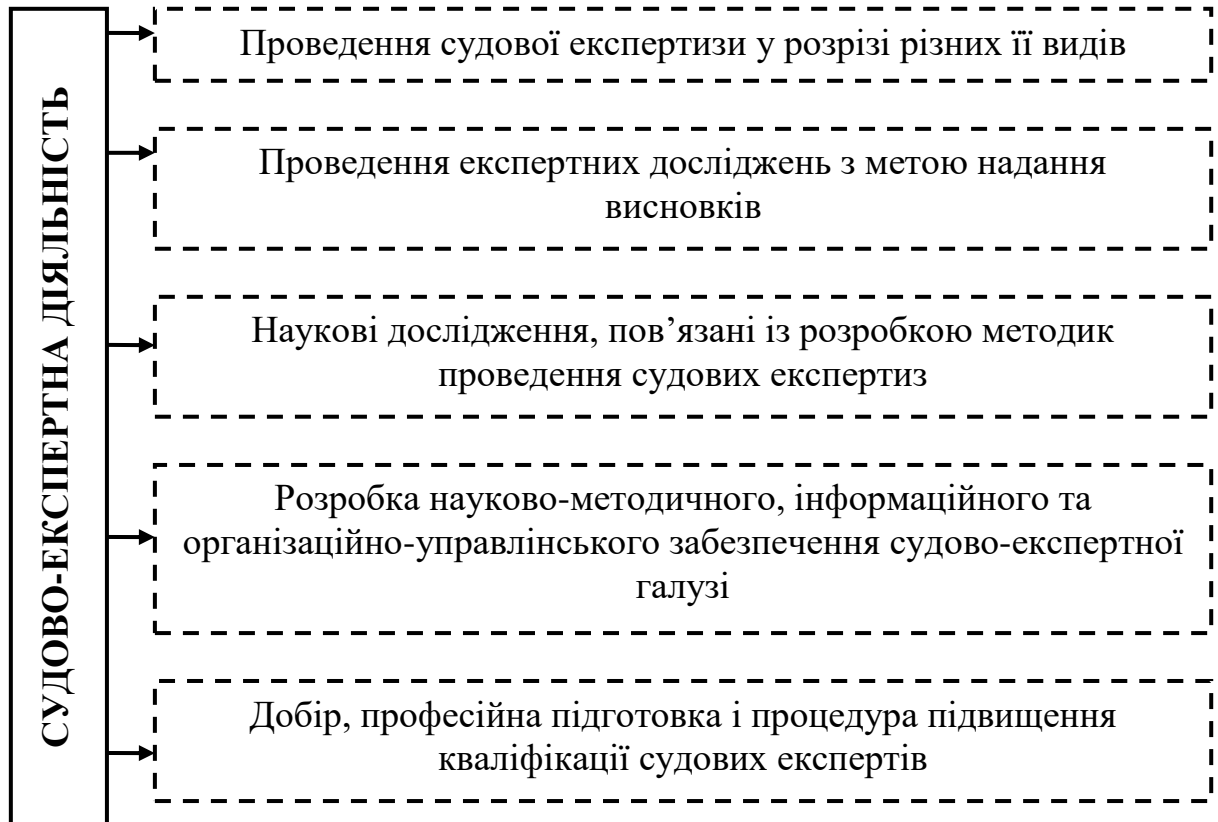 СУДОВО-ЕКСПЕРТНА ДІЯЛЬНІСТЬ
Проведення судової експертизи у розрізі різних її видів
Проведення експертних досліджень з метою надання
висновків
Наукові дослідження, пов’язані із розробкою методик
проведення судових експертиз
Розробка науково-методичного, інформаційного та
організаційно-управлінського забезпечення судово-експертної
галузі
Добір, професійна підготовка і процедура підвищення
кваліфікації судових експертів